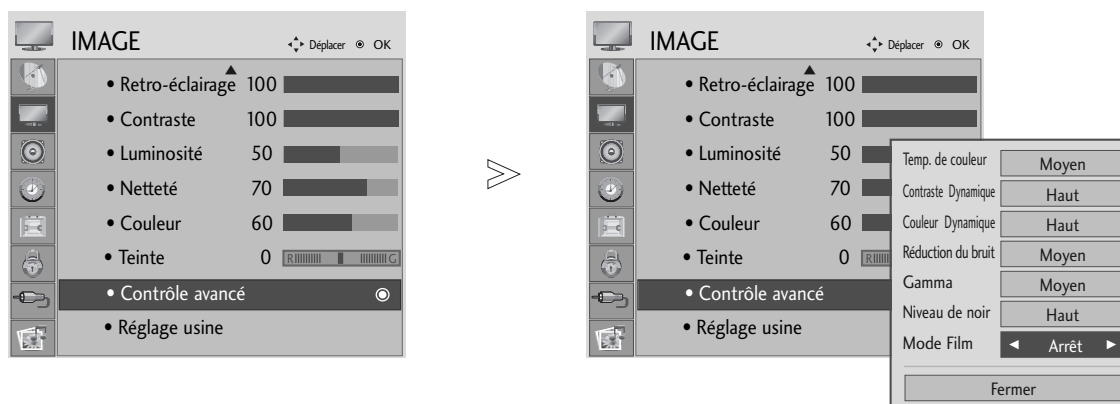 IMAGE
Déplacer OK
• Retro-éclairage 100
• Contraste 100
• Luminosité 50
• Netteté 70
• Couleur 60
• Teinte 0 R G
• Contrôle avancé
• Réglage usine
>
IMAGE
Déplacer OK
• Retro-éclairage 100
• Contraste 100
• Luminosité 50
• Netteté 70
• Couleur 60
• Teinte 0 R
• Contrôle avancé
• Réglage usine
Temp. de couleur Moyen
Contraste Dynamique Haut
Couleur Dynamique Haut
Réduction du bruit Moyen
Gamma Moyen
Niveau de noir Haut
Mode Film ◄ Arrêt ►
Fermer